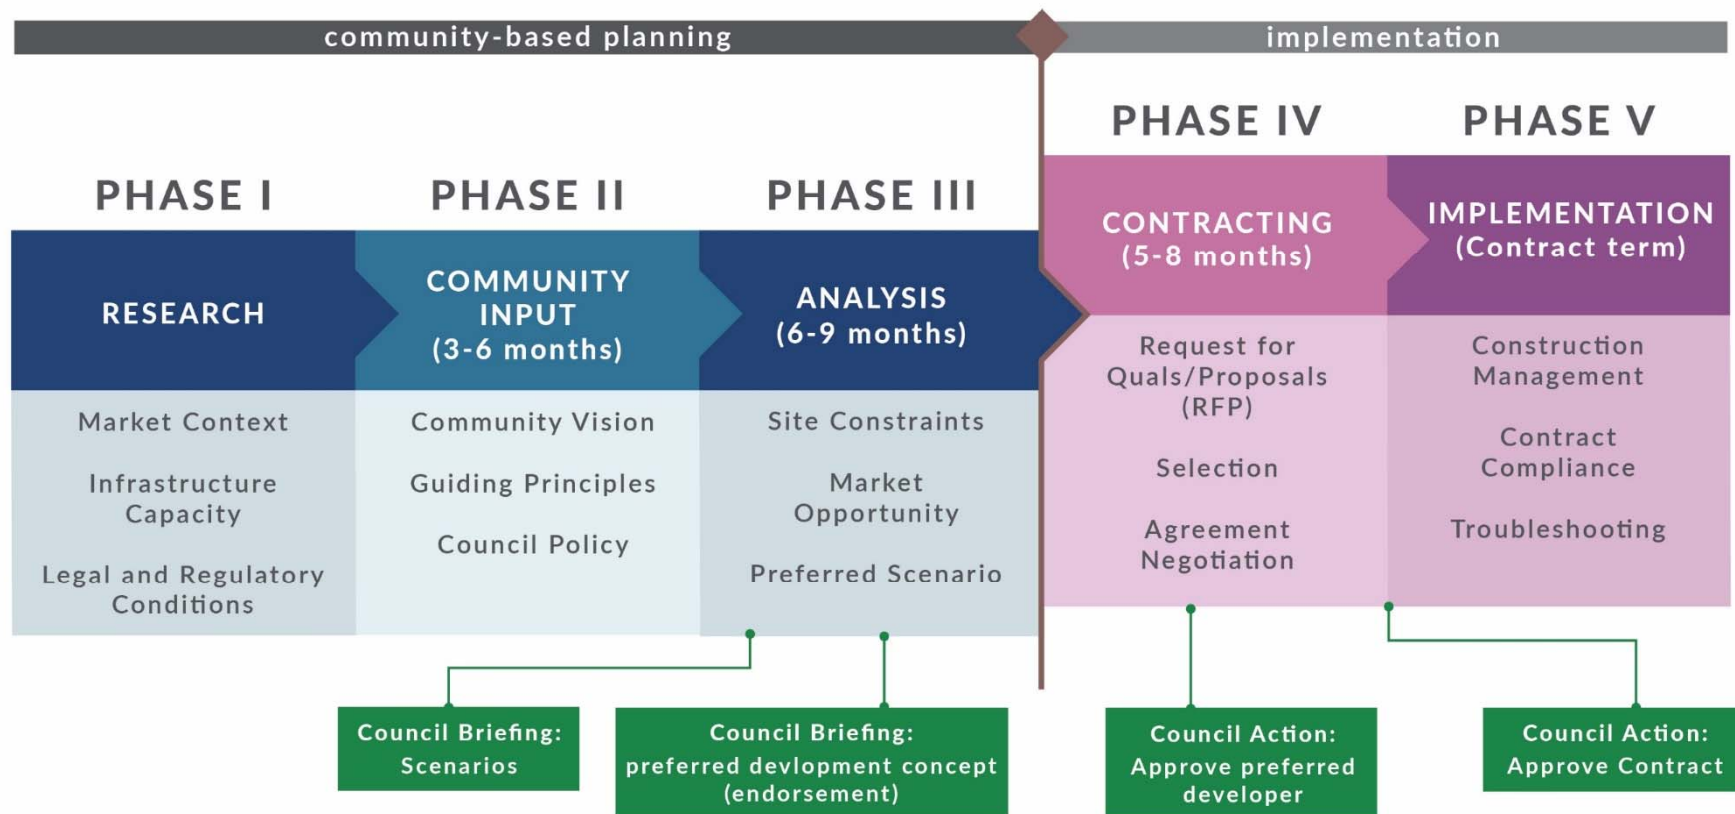 community-based planning
implementation
PHASE I
RESEARCH
Market Context
Infrastructure
Capacity
Legal and Regulatory
Conditions
PHASE II
COMMUNITY
INPUT
(3-6 months)
Community Vision
Guiding Principles
Council Policy
PHASE III
ANALYSIS
(6-9 months)
Site Constraints
Market
Opportunity
Preferred Scenario
PHASE IV
CONTRACTING
(5-8 months)
Request for
Quals/Proposals
(RFP)
Selection
Agreement
Negotiation
PHASE V
IMPLEMENTATION
(Contract term)
Construction
Management
Contract
Compliance
Troubleshooting
Council Briefing:
Scenarios
Council Briefing:
preferred devlopment concept
(endorsement)
Council Action:
Approve preferred
developer
Council Action:
Approve Contract